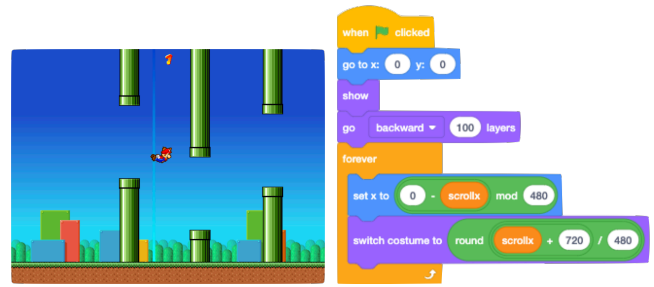 1
when clicked
go to x: 0 y: 0
show
go backward 100 layers
forever
set x to 0 - scrollx mod 480
switch costume to round scrollx + 720 / 480